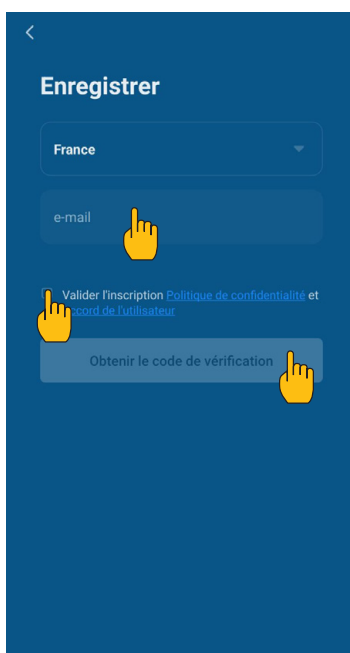 Enregistrer
France
e-mail
Valider l'inscription Politique de confidentialité et
ccord de l'utilisateur
Obtenir le code de vérification